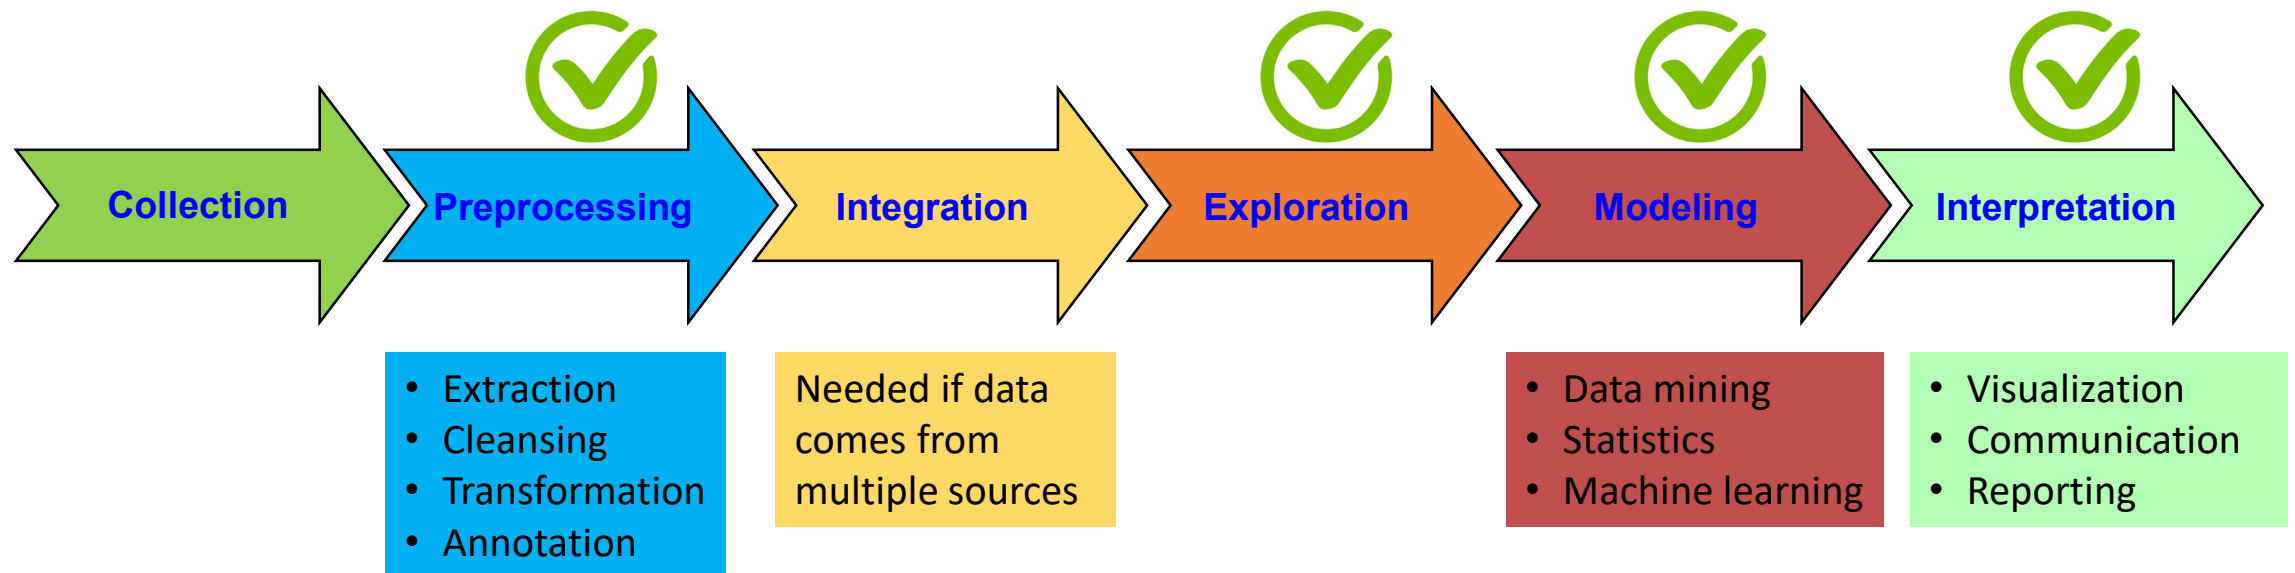 Collection
Preprocessing
Integration
Exploration
Modeling
Interpretation
• Extraction
• Cleansing
• Transformation
• Annotation
Needed if data
comes from
multiple sources
• Data mining
• Statistics
• Machine learning
• Visualization
• Communication
• Reporting